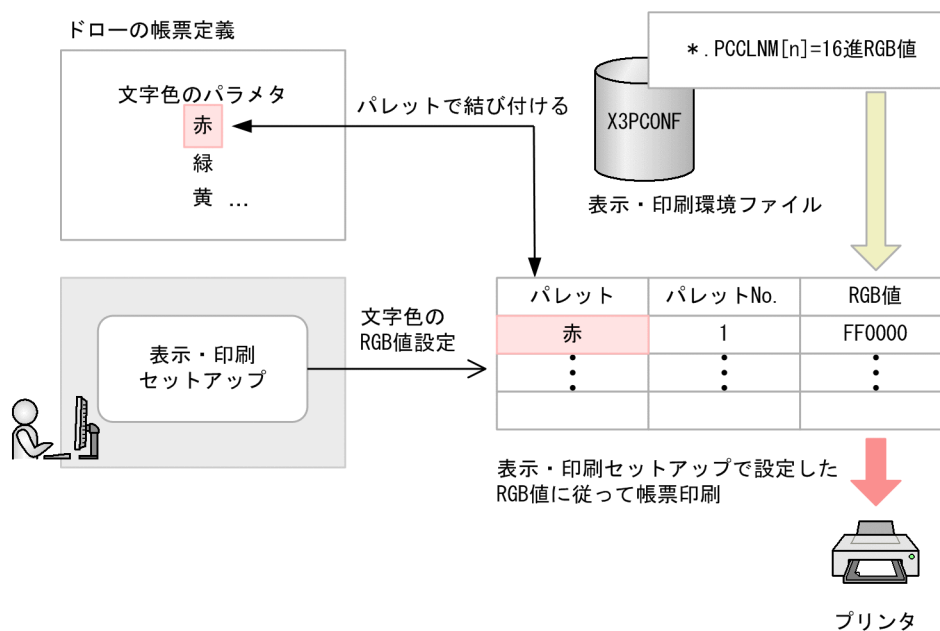 ドローの帳票定義
文字色のパラメタ
赤
緑
黄 …
パレットで結び付ける
*.PCCLNM[n]=16進RGB値
X3PCONF
表示・印刷環境ファイル
表示・印刷
セットアップ
文字色の
RGB値設定
パレット パレットNo. RGB値
赤 1 FF0000
表示・印刷セットアップで設定した
RGB値に従って帳票印刷
プリンタ